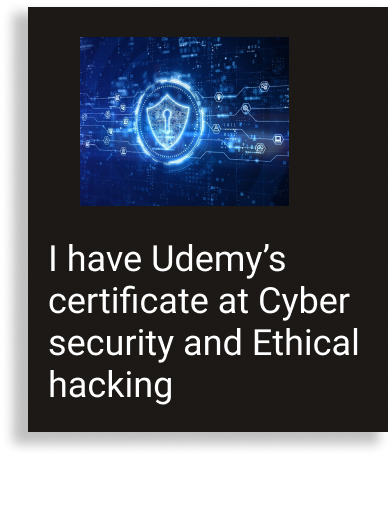 I have Udemy’s
certificate at Cyber
security and Ethical
hacking